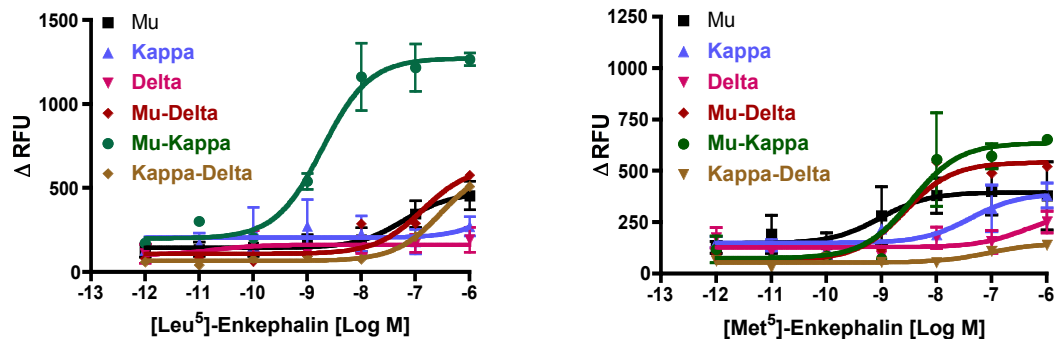 1500
1000
500
0
-13 -12 -11 -10 -9 -8 -7 -6
Δ RFU
[Leu⁵]-Enkephalin [Log M]
Mu
Kappa
Delta
Mu-Delta
Mu-Kappa
Kappa-Delta
1250
1000
750
500
250
0
-13 -12 -11 -10 -9 -8 -7 -6
Δ RFU
[Met⁵]-Enkephalin [Log M]
Mu
Kappa
Delta
Mu-Delta
Mu-Kappa
Kappa-Delta